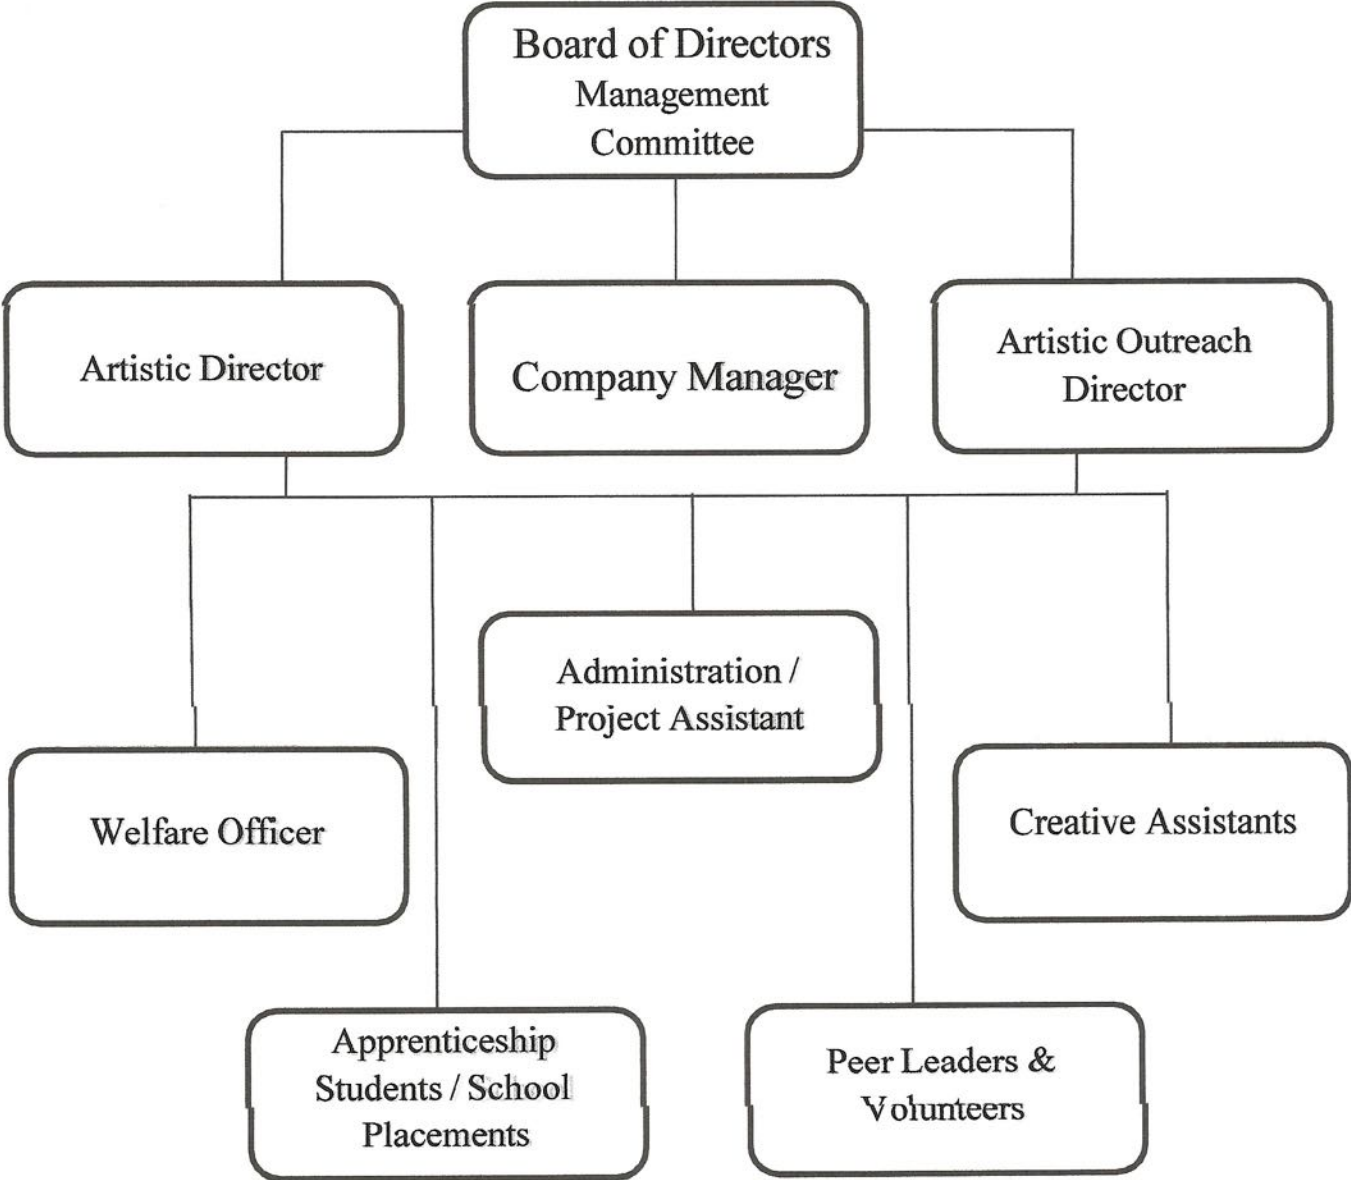 Board of Directors
Management
Committee
Artistic Director
Company Manager
Artistic Outreach
Director
Administration /
Project Assistant
Welfare Officer
Creative Assistants
Apprenticeship
Students / School
Placements
Peer Leaders &
Volunteers